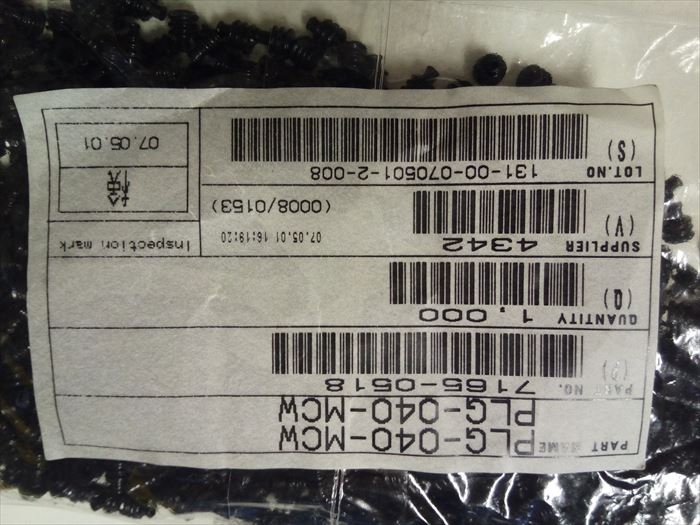 PART NAME PLG-040-MCW
PLG-040-MCW
PART NO. 7165-0518
(P)
QUANTITY 1,000
(Q)
SUPPLIER 4342
(V)
07.05.01 16:19:20
(0008/0153)
Inspection mark
検
07.05.01
LOT.NO 131-00-070501-2-008
(S)